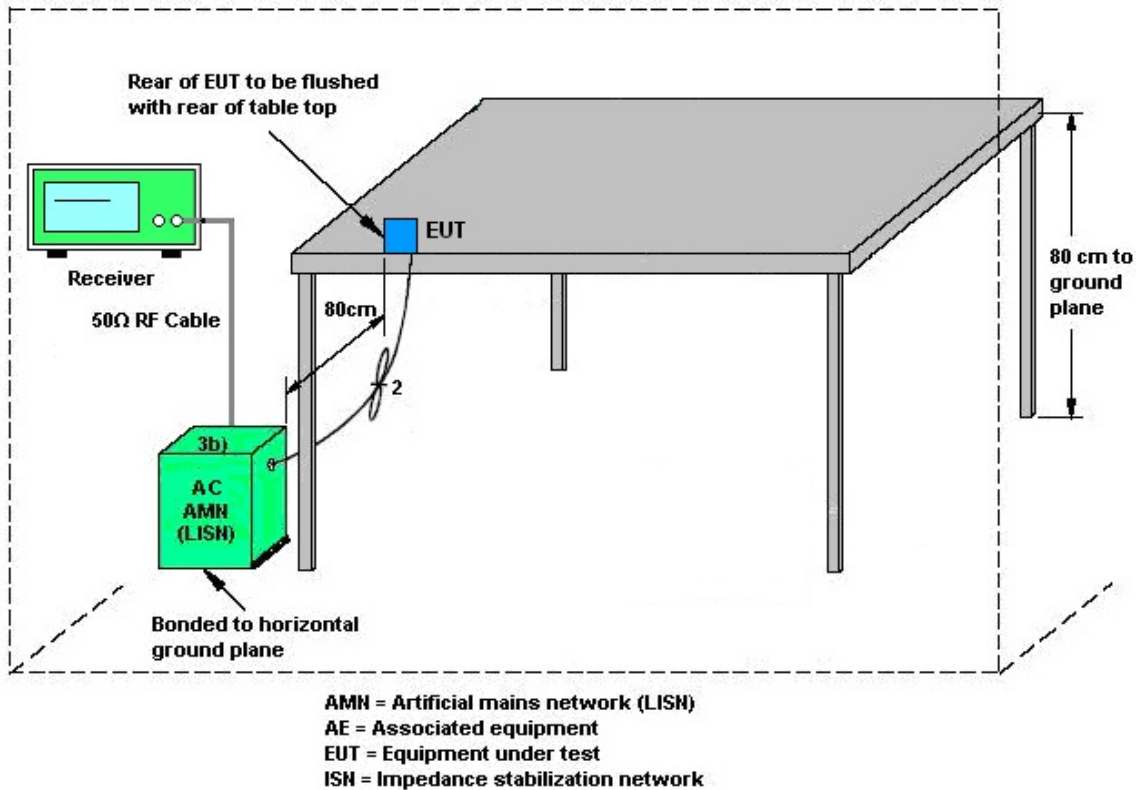 Rear of EUT to be flushed
with rear of table top
EUT
Receiver
50Ω RF Cable
80cm
80 cm to
ground
plane
2
3b)
AC
AMN
(LISN)
Bonded to horizontal
ground plane
AMN = Artificial mains network (LISN)
AE = Associated equipment
EUT = Equipment under test
ISN = Impedance stabilization network